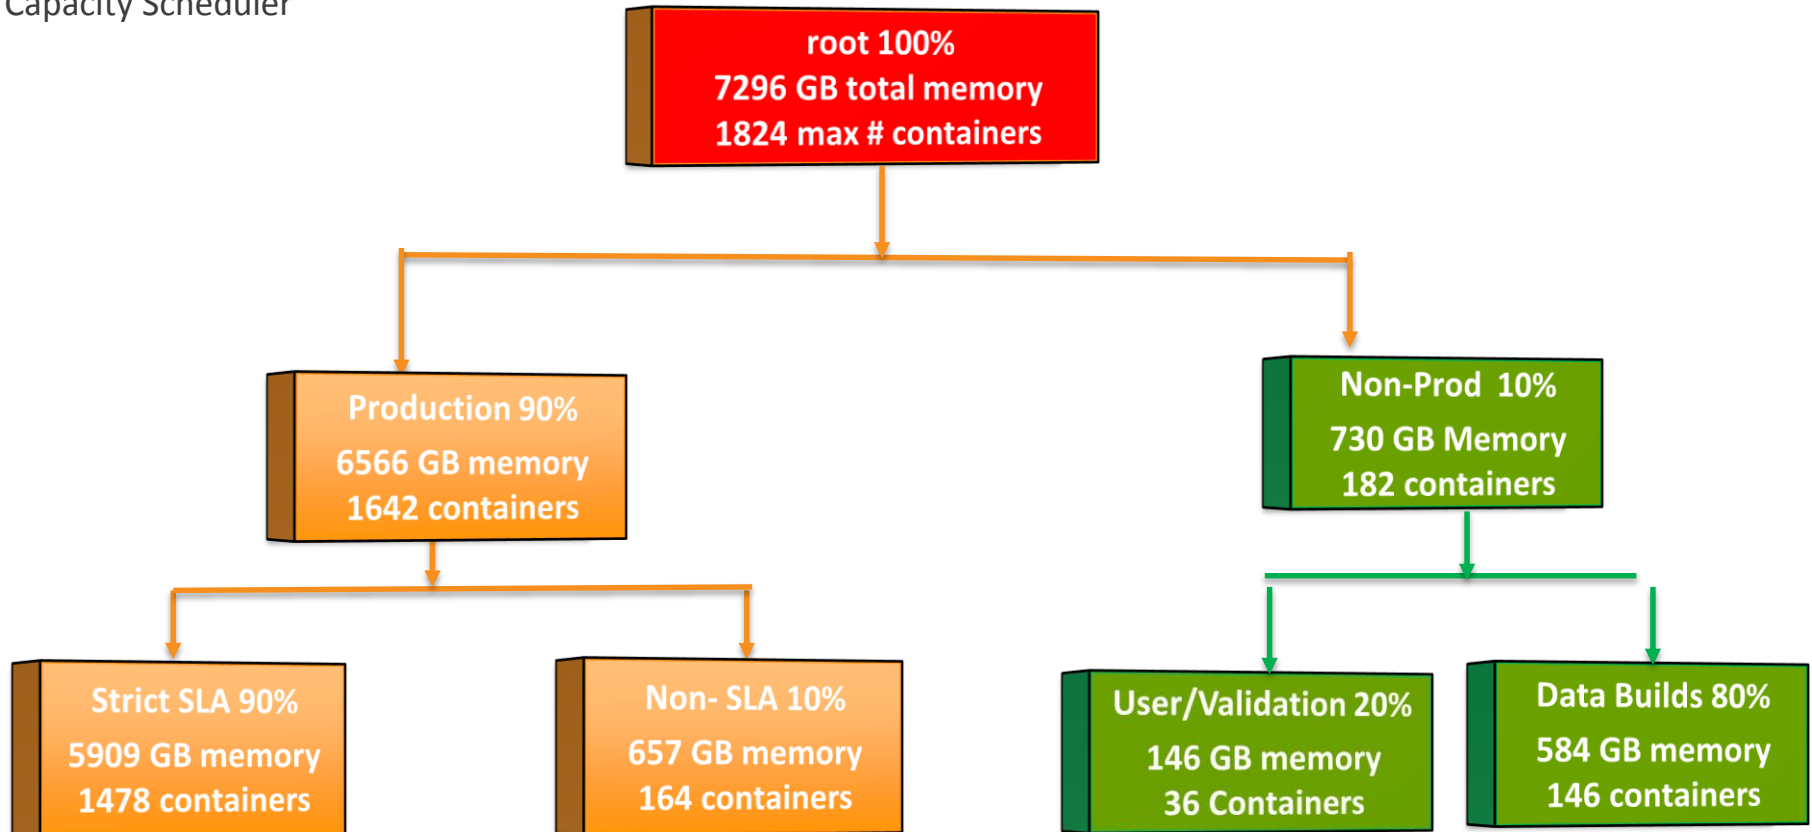 Capacity Scheduler
root 100%
7296 GB total memory
1824 max # containers
Production 90%
6566 GB memory
1642 containers
Non-Prod 10%
730 GB Memory
182 containers
Strict SLA 90%
5909 GB memory
1478 containers
Non- SLA 10%
657 GB memory
164 containers
User/Validation 20%
146 GB memory
36 Containers
Data Builds 80%
584 GB memory
146 containers